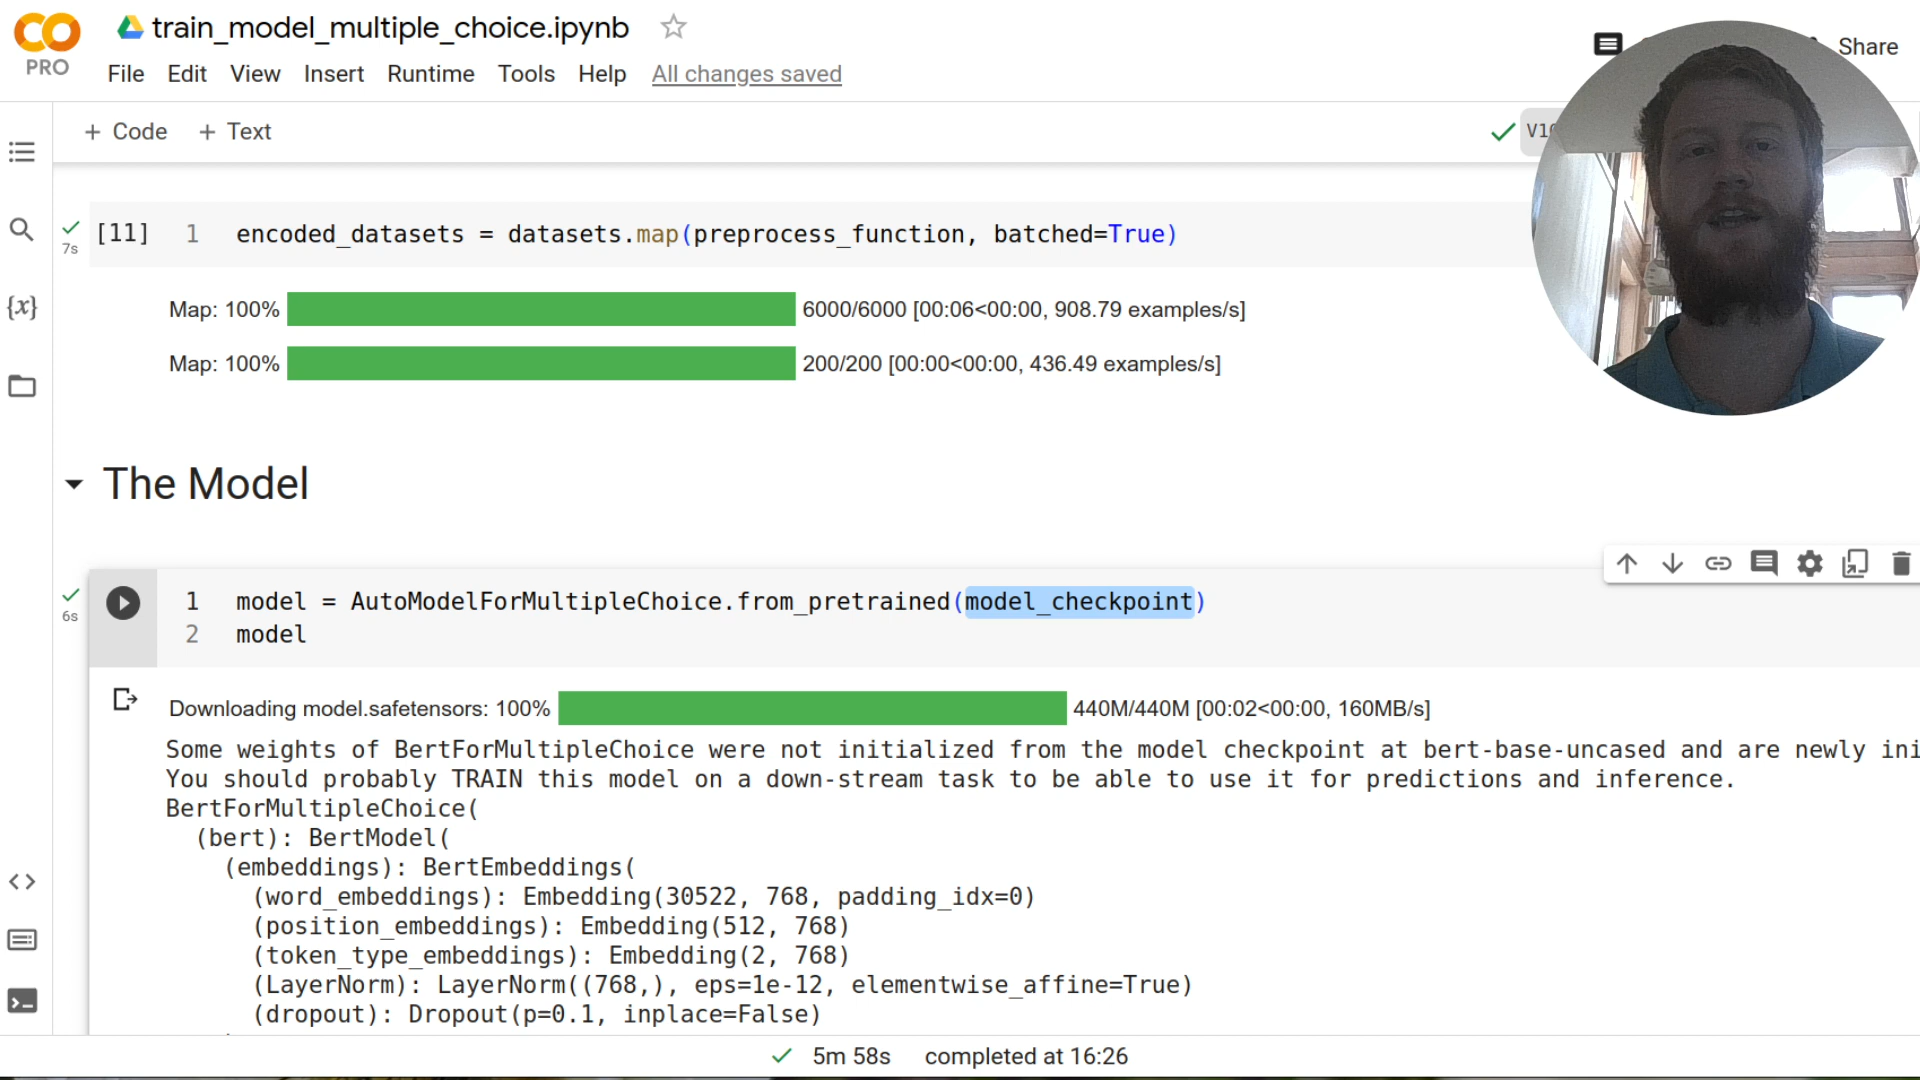 CO
PRO
train_model_multiple_choice.ipynb
File Edit View Insert Runtime Tools Help All changes saved
Share
+ Code + Text
7s
[11] 1 encoded_datasets = datasets.map(preprocess_function, batched=True)
{x}
Map: 100% 6000/6000 [00:06<00:00, 908.79 examples/s]
Map: 100% 200/200 [00:00<00:00, 436.49 examples/s]
The Model
6s
1 model = AutoModelForMultipleChoice.from_pretrained(model_checkpoint)
2 model
Downloading model.safetensors: 100% 440M/440M [00:02<00:00, 160MB/s]
Some weights of BertForMultipleChoice were not initialized from the model checkpoint at bert-base-uncased and are newly ini
You should probably TRAIN this model on a down-stream task to be able to use it for predictions and inference.
BertForMultipleChoice(
(bert): BertModel(
(embeddings): BertEmbeddings(
(word_embeddings): Embedding(30522, 768, padding_idx=0)
(position_embeddings): Embedding(512, 768)
(token_type_embeddings): Embedding(2, 768)
(LayerNorm): LayerNorm((768,), eps=1e-12, elementwise_affine=True)
(dropout): Dropout(p=0.1, inplace=False)
5m 58s completed at 16:26